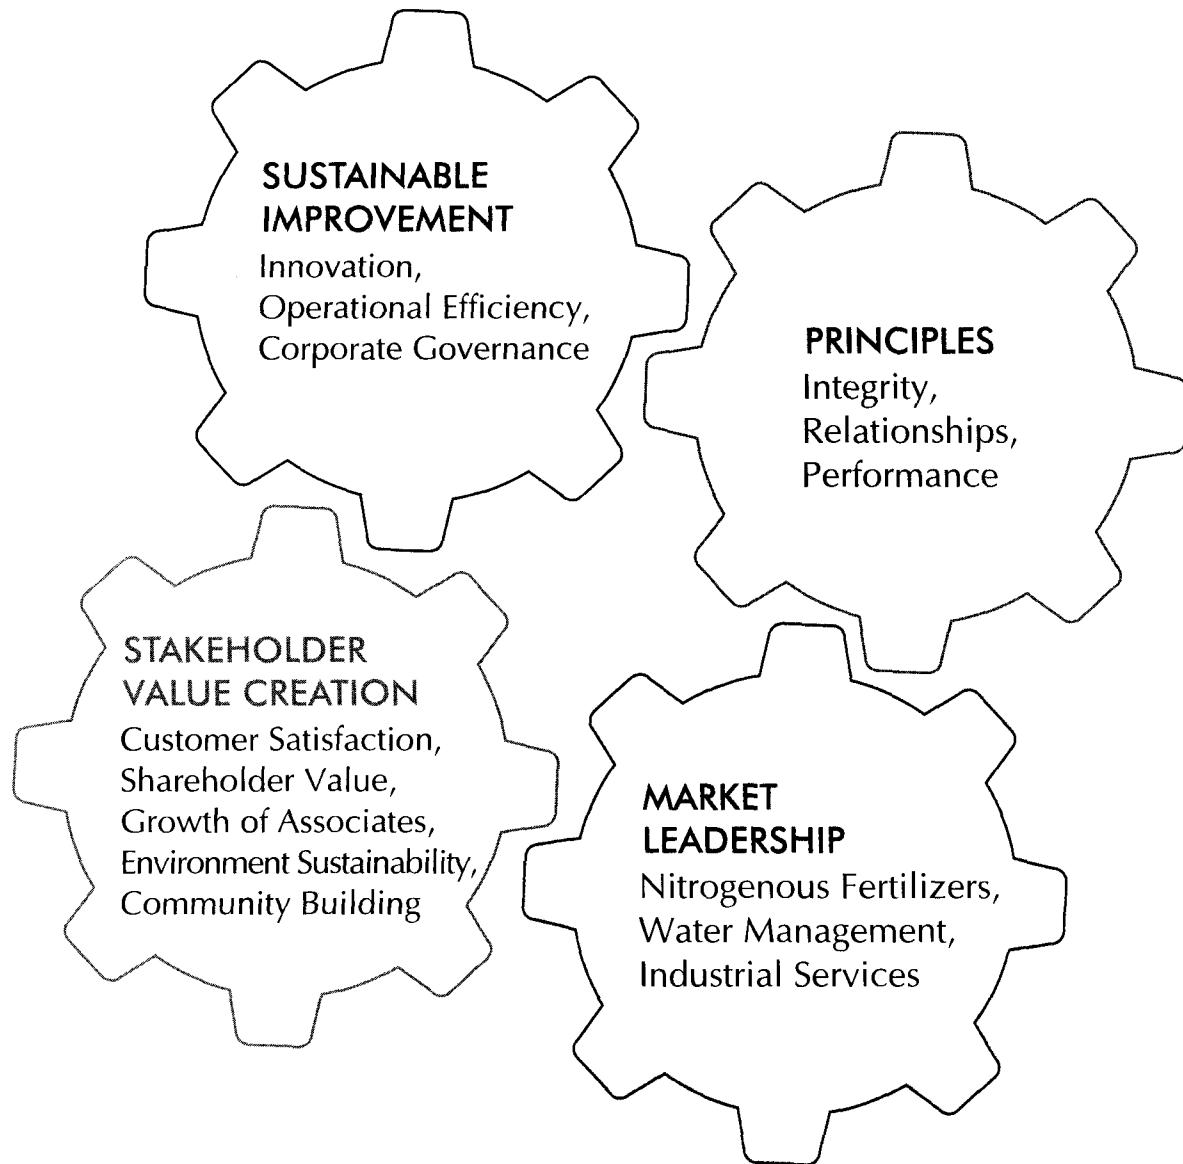 SUSTAINABLE
IMPROVEMENT
Innovation,
Operational Efficiency,
Corporate Governance
PRINCIPLES
Integrity,
Relationships,
Performance
STAKEHOLDER
VALUE CREATION
Customer Satisfaction,
Shareholder Value,
Growth of Associates,
Environment Sustainability,
Community Building
MARKET
LEADERSHIP
Nitrogenous Fertilizers,
Water Management,
Industrial Services